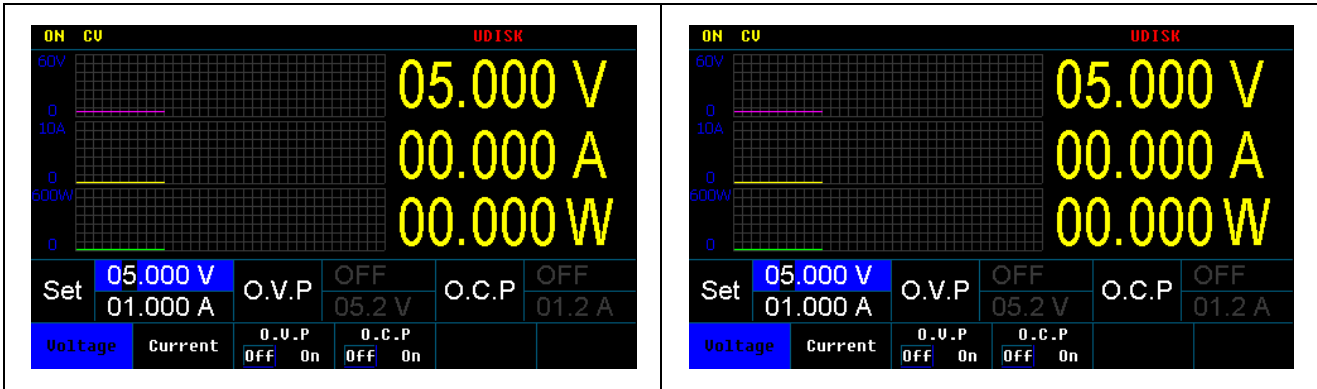 ON CV UDISK
60V
05.000 V
0
10A
00.000 A
0
600W
00.000 W
0
Set 05.000 V O.V.P OFF O.C.P OFF
01.000 A 05.2 V 01.2 A
Voltage Current O.V.P O.C.P
Off On Off On
ON CV UDISK
60V
05.000 V
0
10A
00.000 A
0
600W
00.000 W
0
Set 05.000 V O.V.P OFF O.C.P OFF
01.000 A 05.2 V 01.2 A
Voltage Current O.V.P O.C.P
Off On Off On